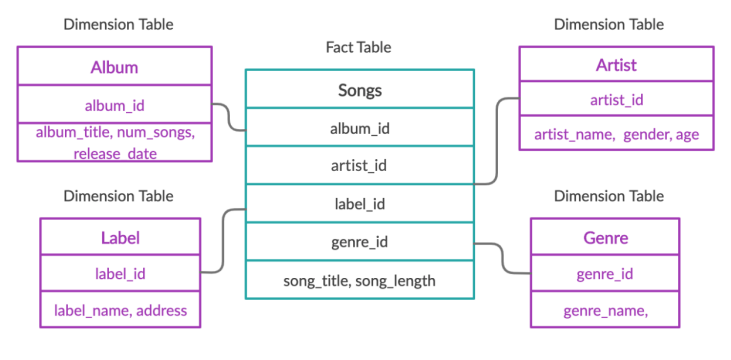 Dimension Table
Album
album_id
album_title, num_songs,
release_date
Fact Table
Songs
album_id
artist_id
label_id
genre_id
song_title, song_length
Dimension Table
Artist
artist_id
artist_name, gender, age
Dimension Table
Label
label_id
label_name, address
Dimension Table
Genre
genre_id
genre_name,